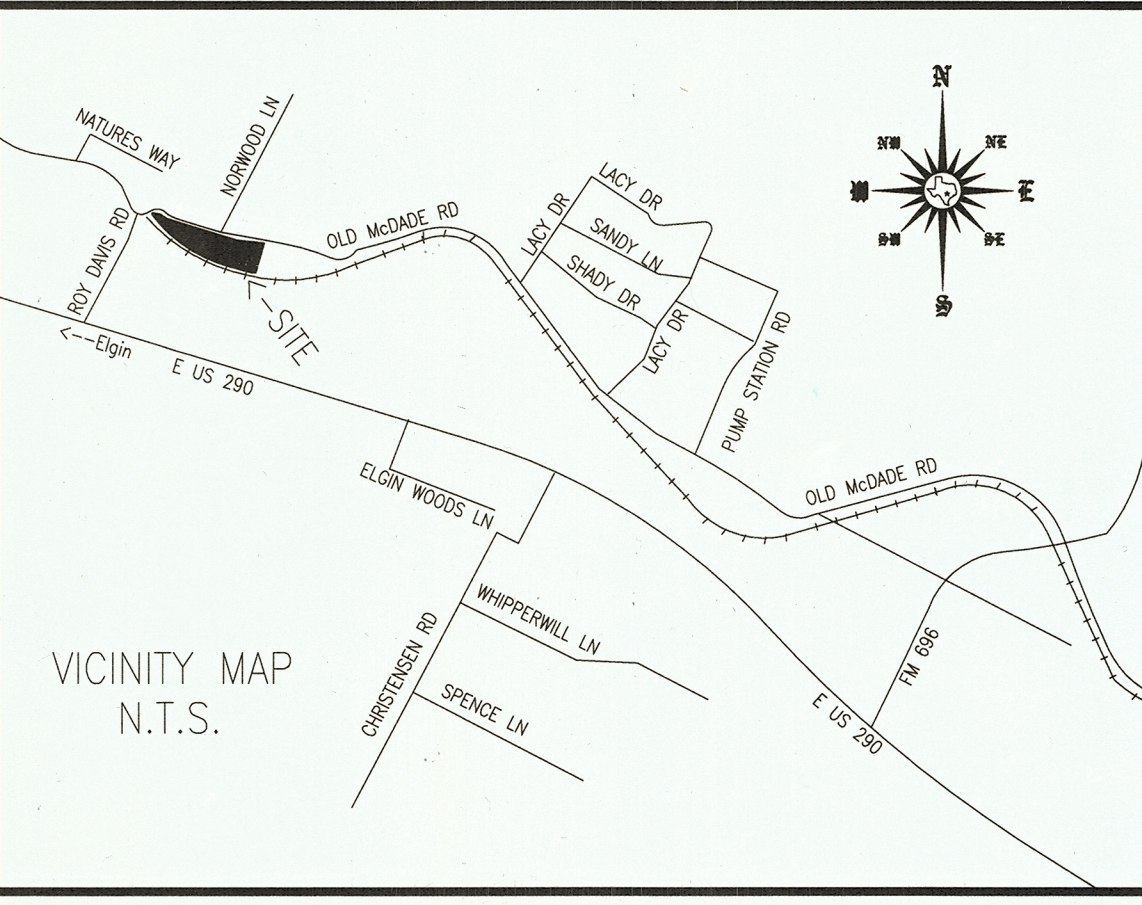 N
NW
NE
W
E
SW
SE
S
NATURES WAY
NORWOOD LN
LACY DR
LACY DR
SANDY LN
SHADY DR
LACY DR
OLD McDADE RD
ROY DAVIS RD
<---Elgin
<--SITE
E US 290
PUMP STATION RD
ELGIN WOODS LN
OLD McDADE RD
WHIPPERWILL LN
CHRISTENSEN RD
SPENCE LN
FM 696
E US 290
VICINITY MAP
N.T.S.